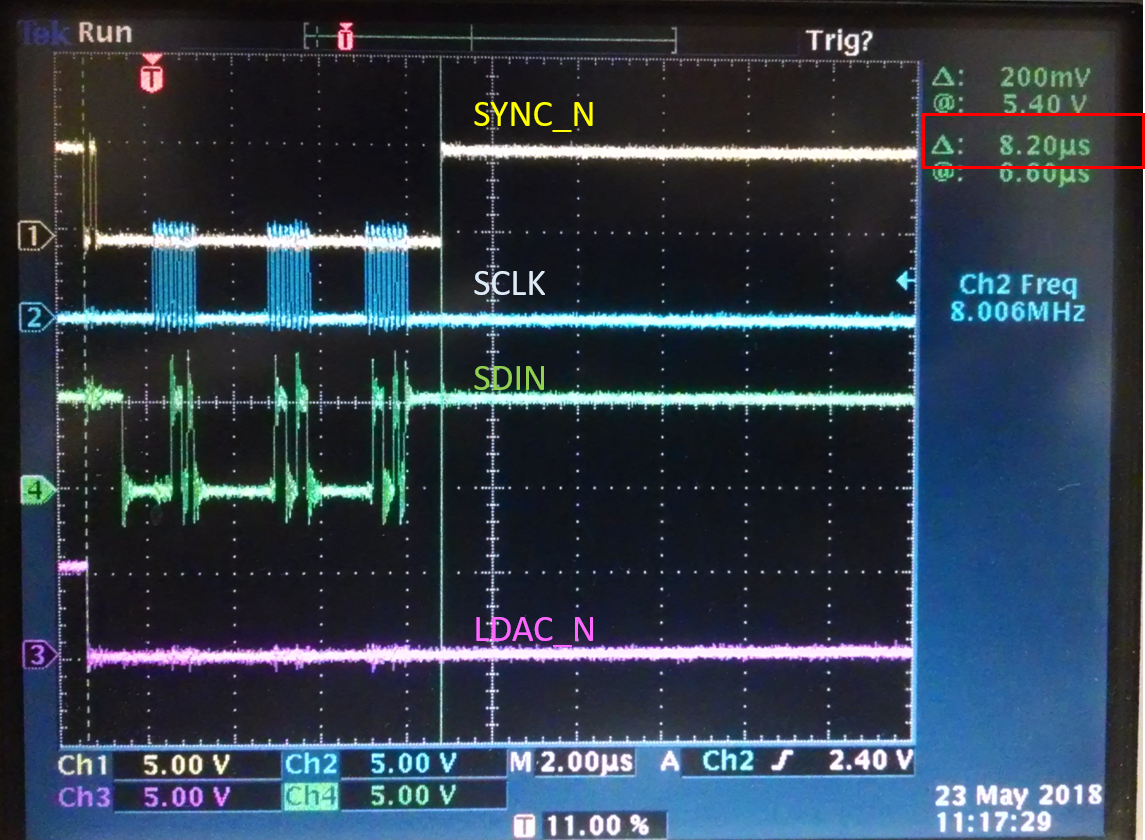 Tek Run
Trig?
T
T
Δ: 200mV
@: 5.40 V
Δ: 8.20µs
@: 6.60µs
SYNC_N
1
SCLK
Ch2 Freq
8.006MHz
2
SDIN
4
LDAC_N
3
Ch1 5.00 V Ch2 5.00 V M 2.00µs A Ch2 2.40 V
Ch3 5.00 V Ch4 5.00 V
T 11.00 %
23 May 2018
11:17:29